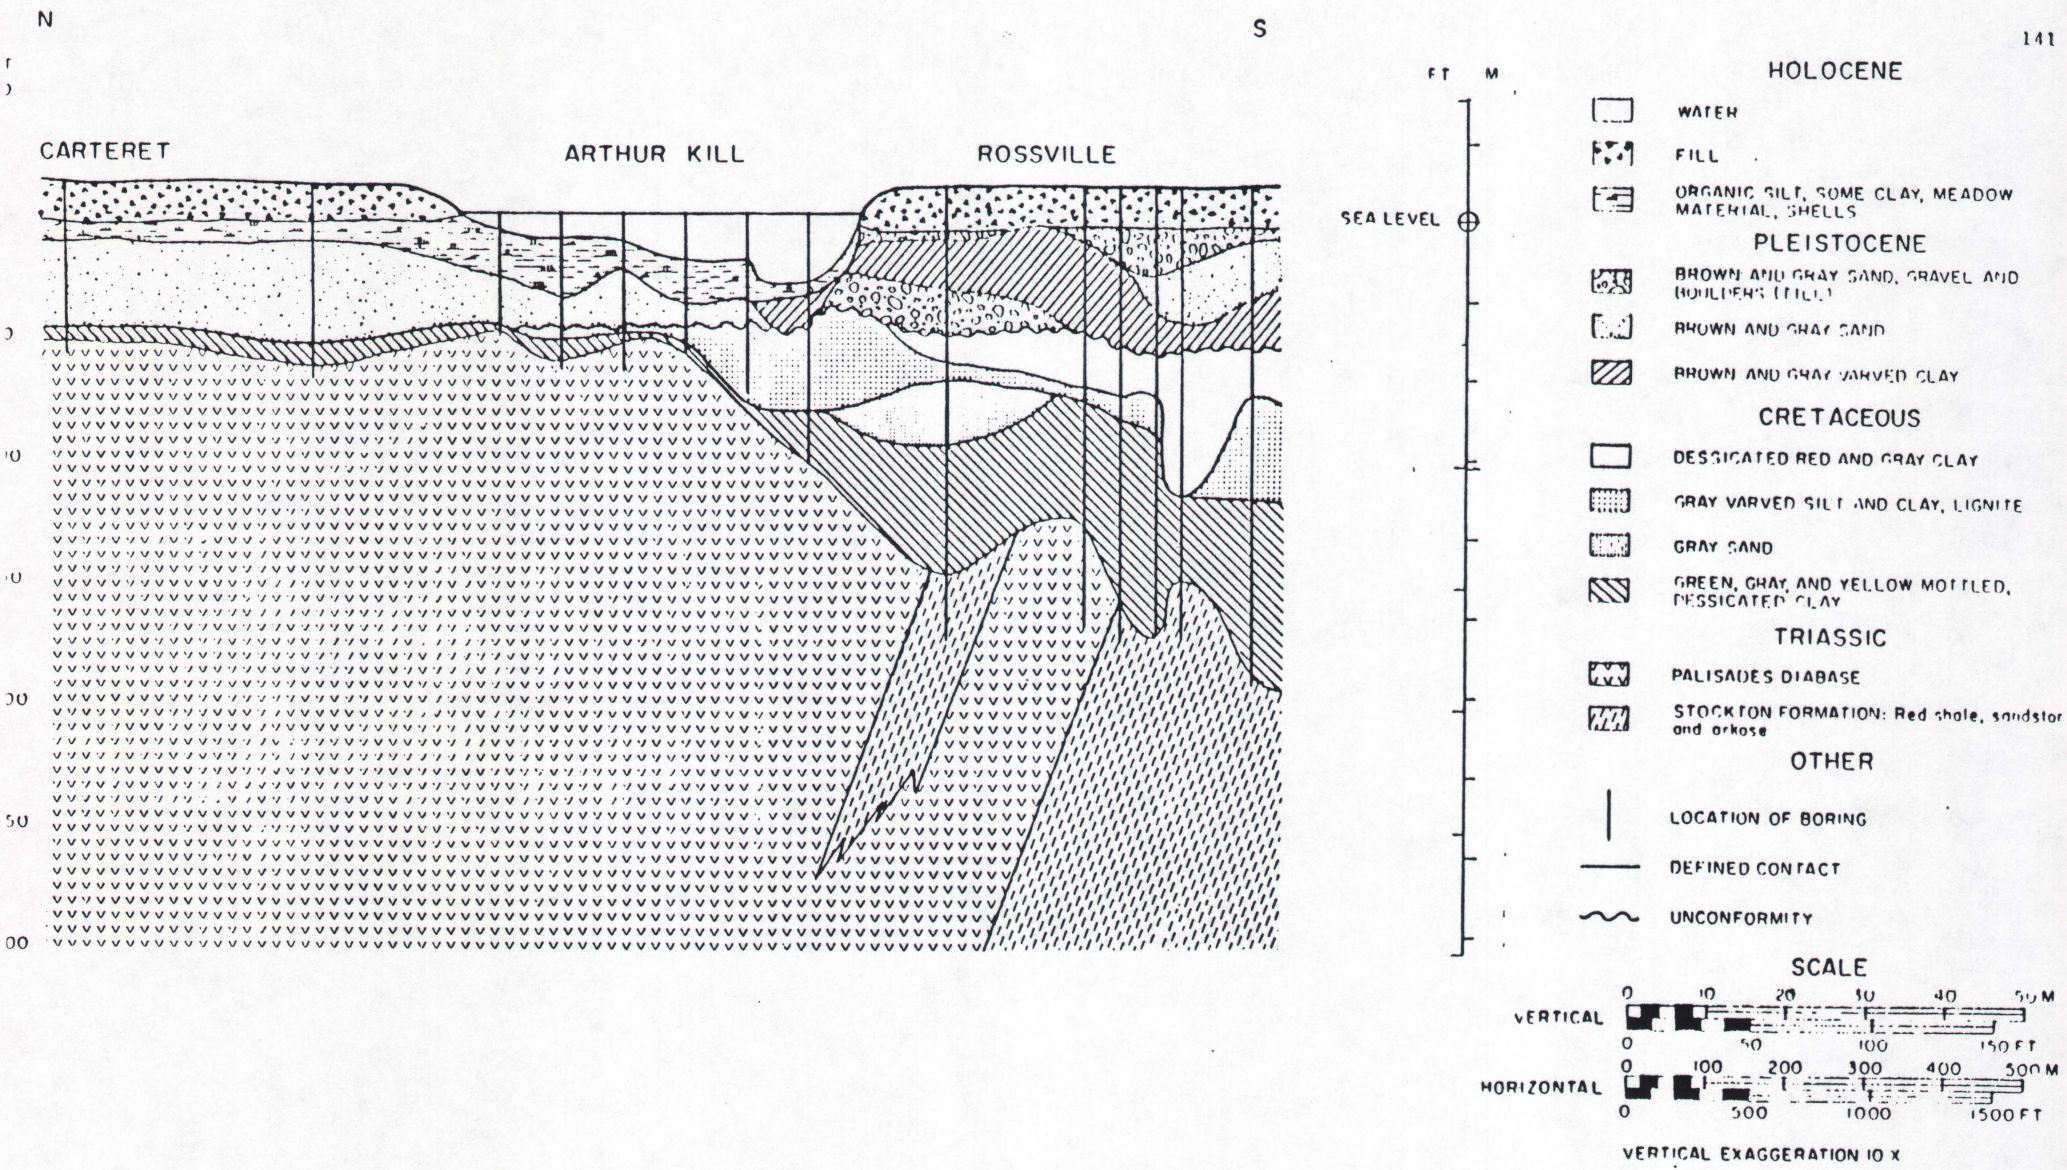 N
S
141
FT M
CARTERET
ARTHUR KILL
ROSSVILLE
SEA LEVEL
HOLOCENE
WATER
FILL
ORGANIC SILT, SOME CLAY, MEADOW
MATERIAL, SHELLS
PLEISTOCENE
BROWN AND GRAY SAND, GRAVEL AND
BOULDERS (TILL)
BROWN AND GRAY SAND
BROWN AND GRAY VARVED CLAY
CRETACEOUS
DESSICATED RED AND GRAY CLAY
GRAY VARVED SILT AND CLAY, LIGNITE
GRAY SAND
GREEN, GRAY, AND YELLOW MOTTLED,
DESSICATED CLAY
TRIASSIC
PALISADES DIABASE
STOCKTON FORMATION: Red shale, sandstor
and arkose
OTHER
LOCATION OF BORING
DEFINED CONTACT
UNCONFORMITY
SCALE
0 10 20 30 40 50 M
VERTICAL
0 50 100 150 FT
0 100 200 300 400 500 M
HORIZONTAL
0 500 1000 1500 FT
VERTICAL EXAGGERATION 10 X